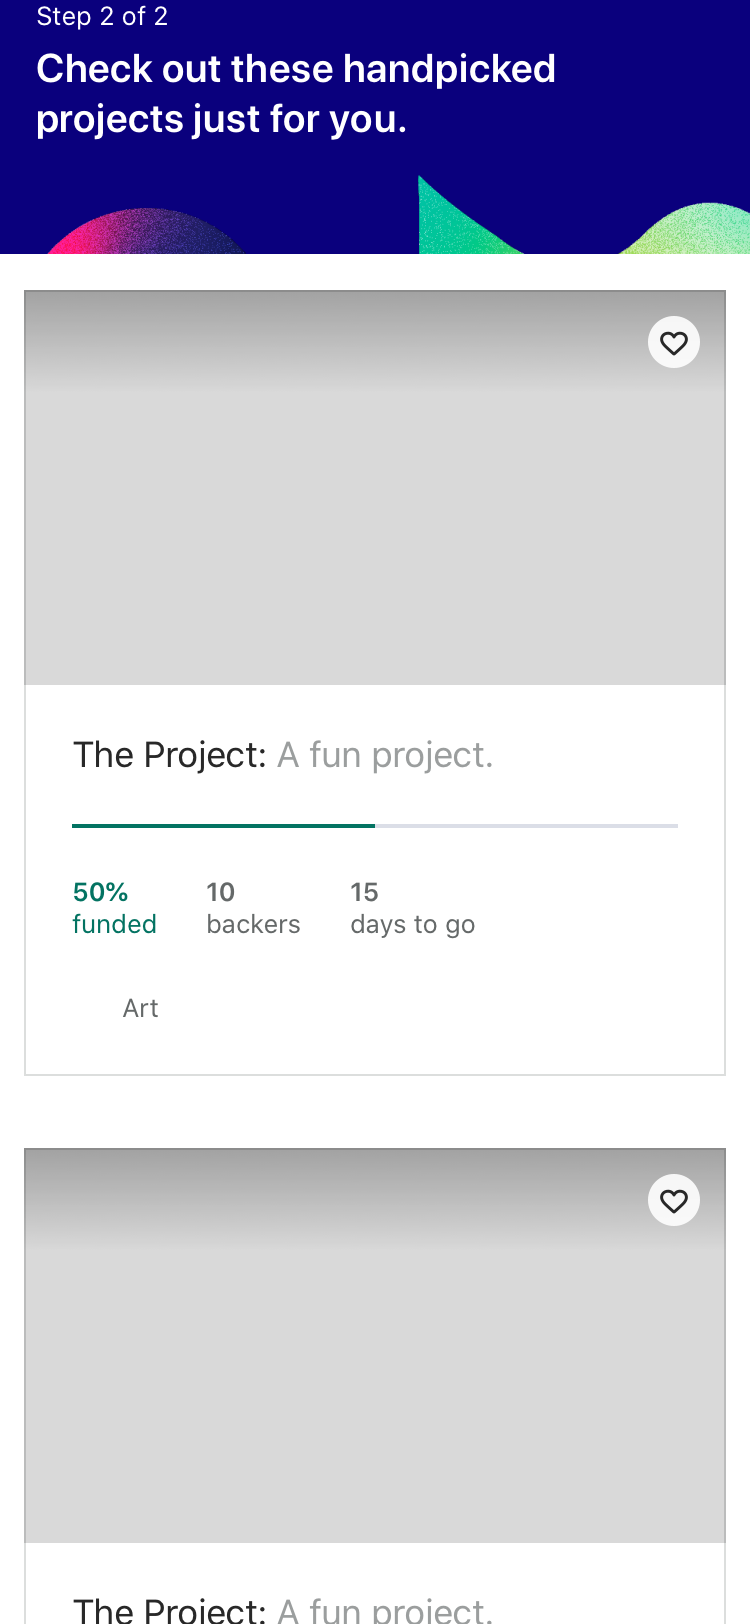 Step 2 of 2
Check out these handpicked
projects just for you.
The Project: A fun project.
50%
funded
10
backers
15
days to go
Art
The Project: A fun project.